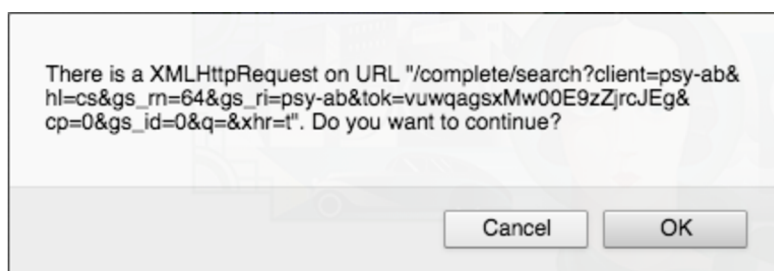 There is a XMLHttpRequest on URL "/complete/search?client=psy-ab&
hl=cs&gs_rn=64&gs_ri=psy-ab&tok=vuwqagsxMw00E9zZjrcJEg&
cp=0&gs_id=0&q=&xhr=t". Do you want to continue?
Cancel
OK